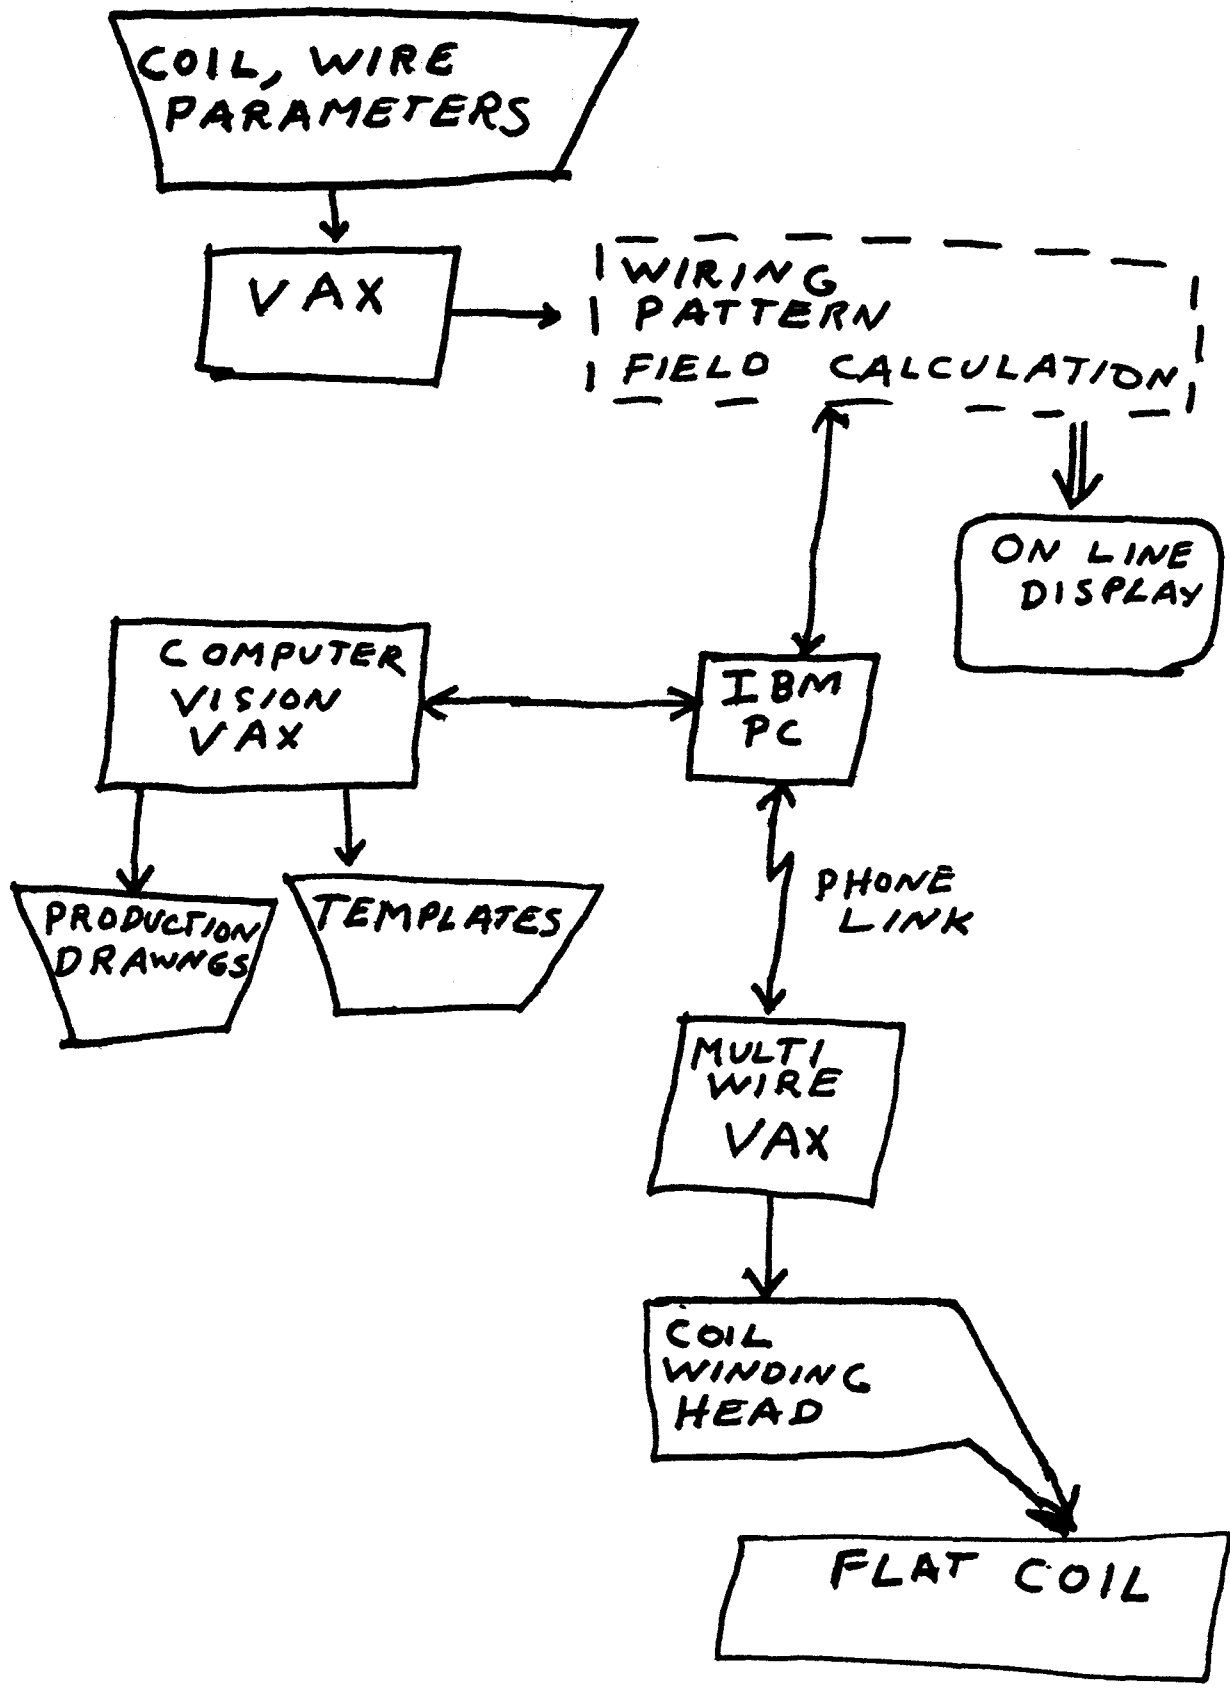 COIL, WIRE
PARAMETERS
VAX
WIRING
PATTERN
FIELD CALCULATION
ON LINE
DISPLAY
COMPUTER
VISION
VAX
IBM
PC
PRODUCTION
DRAWNGS
TEMPLATES
PHONE
LINK
MULTI
WIRE
VAX
COIL
WINDING
HEAD
FLAT COIL